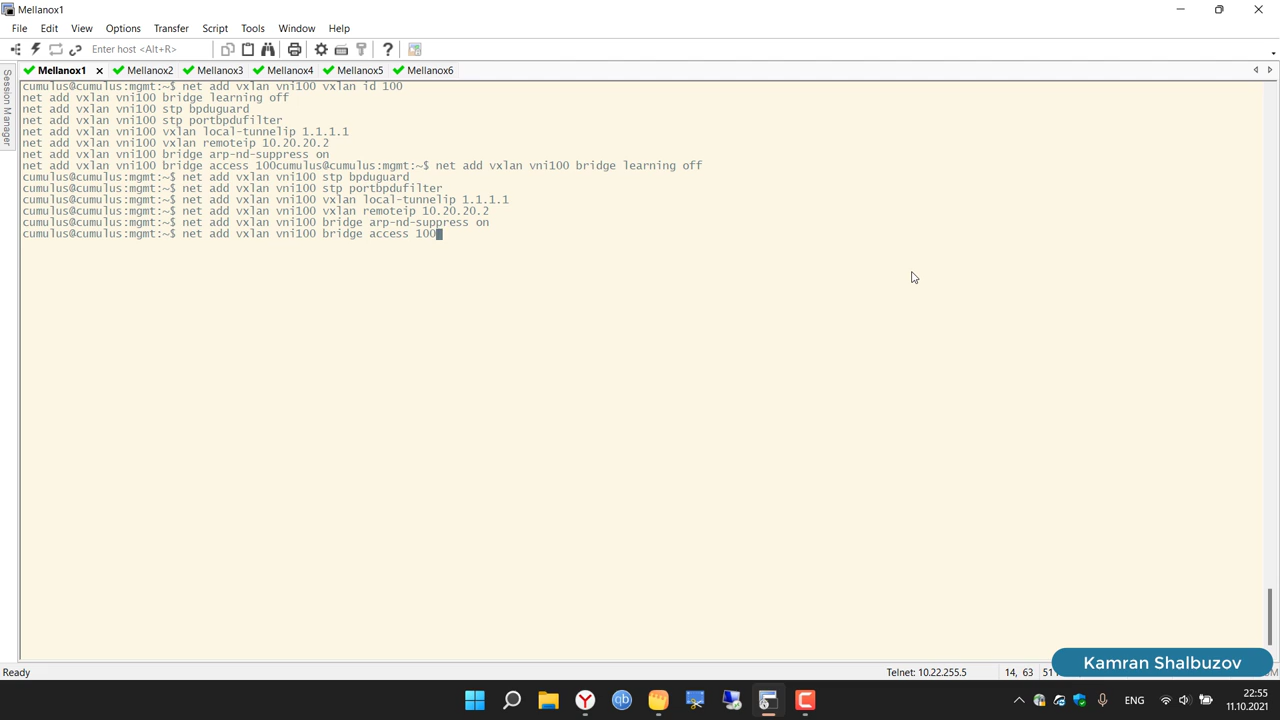 Mellanox1
File Edit View Options Transfer Script Tools Window Help
Enter host <Alt+R>
Mellanox1 Mellanox2 Mellanox3 Mellanox4 Mellanox5 Mellanox6
Session Manager
cumulus@cumulus:mgmt:~$ net add vxlan vni100 vxlan id 100
net add vxlan vni100 bridge learning off
net add vxlan vni100 stp bpduguard
net add vxlan vni100 stp portbpdufilter
net add vxlan vni100 vxlan local-tunnelip 1.1.1.1
net add vxlan vni100 vxlan remoteip 10.20.20.2
net add vxlan vni100 bridge arp-nd-suppress on
net add vxlan vni100 bridge access 100cumulus@cumulus:mgmt:~$ net add vxlan vni100 bridge learning off
cumulus@cumulus:mgmt:~$ net add vxlan vni100 stp bpduguard
cumulus@cumulus:mgmt:~$ net add vxlan vni100 stp portbpdufilter
cumulus@cumulus:mgmt:~$ net add vxlan vni100 vxlan local-tunnelip 1.1.1.1
cumulus@cumulus:mgmt:~$ net add vxlan vni100 vxlan remoteip 10.20.20.2
cumulus@cumulus:mgmt:~$ net add vxlan vni100 bridge arp-nd-suppress on
cumulus@cumulus:mgmt:~$ net add vxlan vni100 bridge access 100
Kamran Shalbuzov
Ready Telnet: 10.22.255.5 14, 63
ENG 22:55
11.10.2021